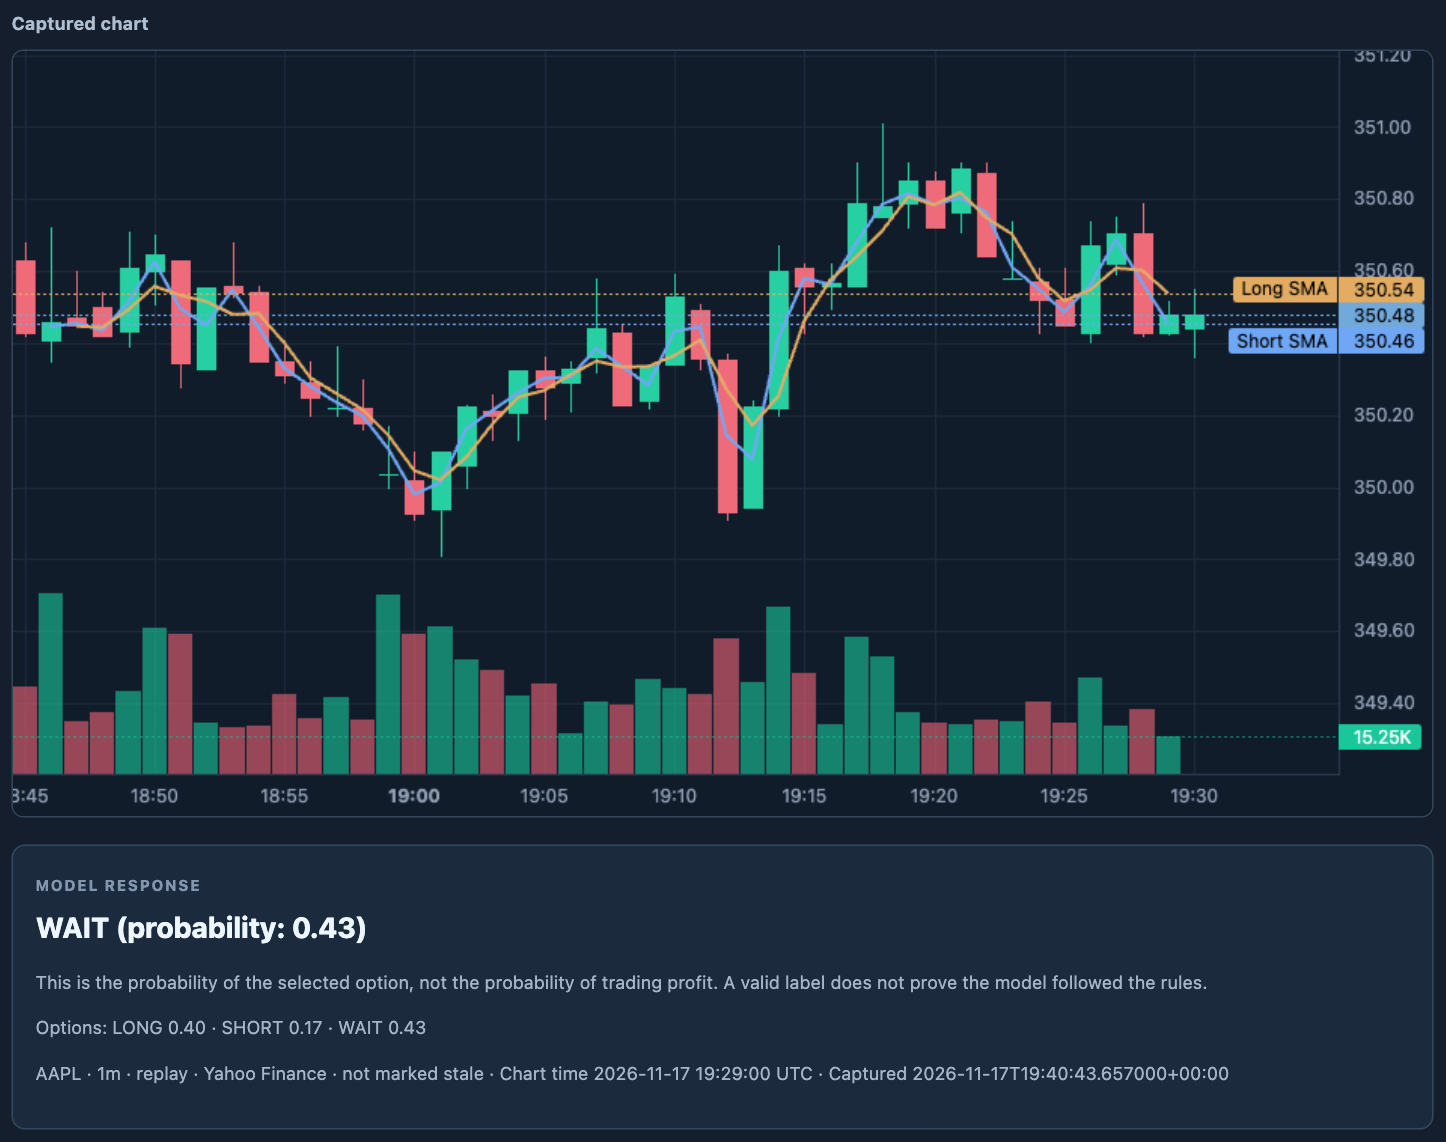 Captured chart
351.20
351.00
350.80
350.60
Long SMA 350.54
350.48
Short SMA 350.46
350.20
350.00
349.80
349.60
349.40
15.25K
8:45 18:50 18:55 19:00 19:05 19:10 19:15 19:20 19:25 19:30
MODEL RESPONSE
WAIT (probability: 0.43)
This is the probability of the selected option, not the probability of trading profit. A valid label does not prove the model followed the rules.
Options: LONG 0.40 · SHORT 0.17 · WAIT 0.43
AAPL · 1m · replay · Yahoo Finance · not marked stale · Chart time 2026-11-17 19:29:00 UTC · Captured 2026-11-17T19:40:43.657000+00:00